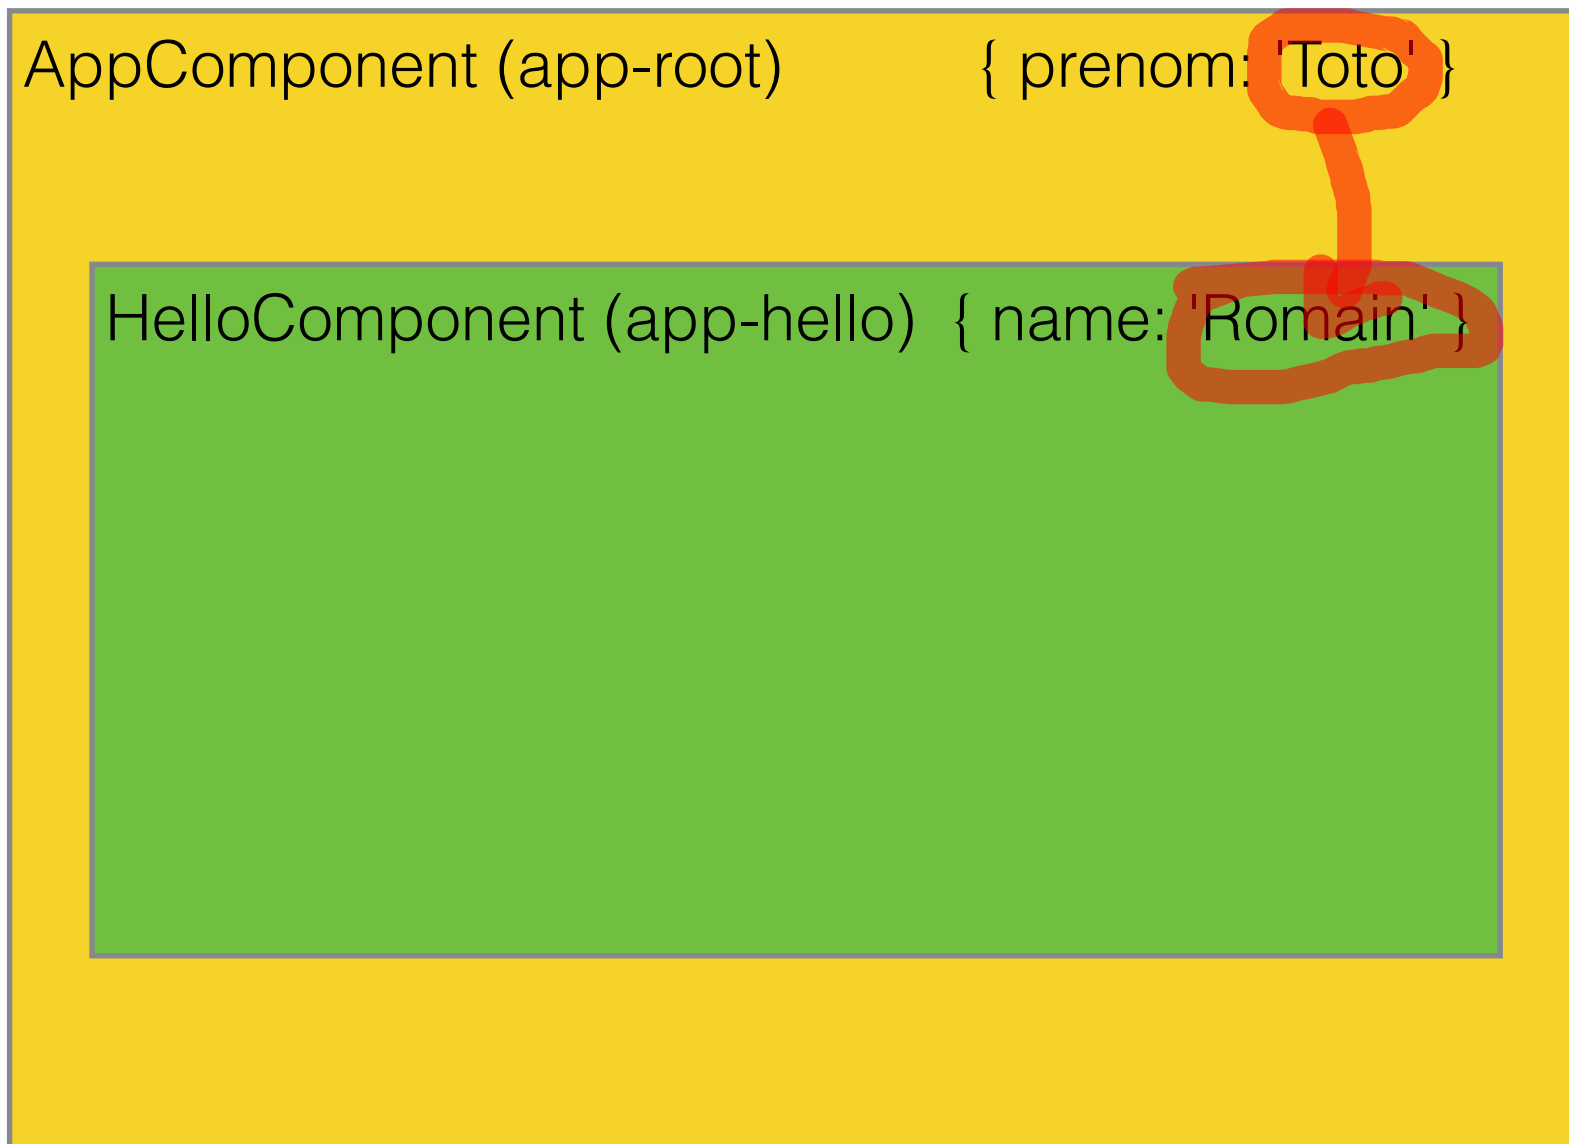 AppComponent (app-root) { prenom: 'Toto' }
HelloComponent (app-hello) { name: 'Romain' }